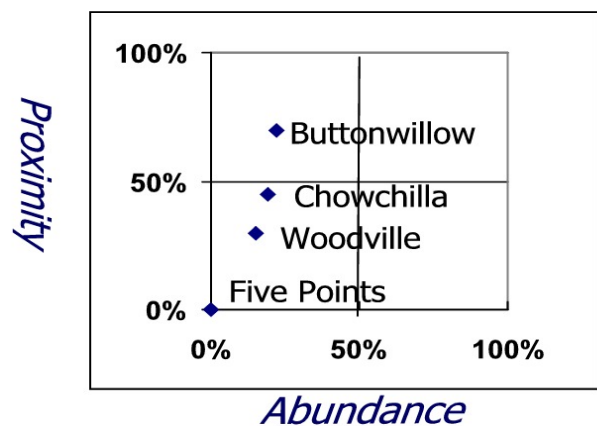 Proximity
100%
Buttonwillow
50%
Chowchilla
Woodville
Five Points
0%
0%
50%
100%
Abundance